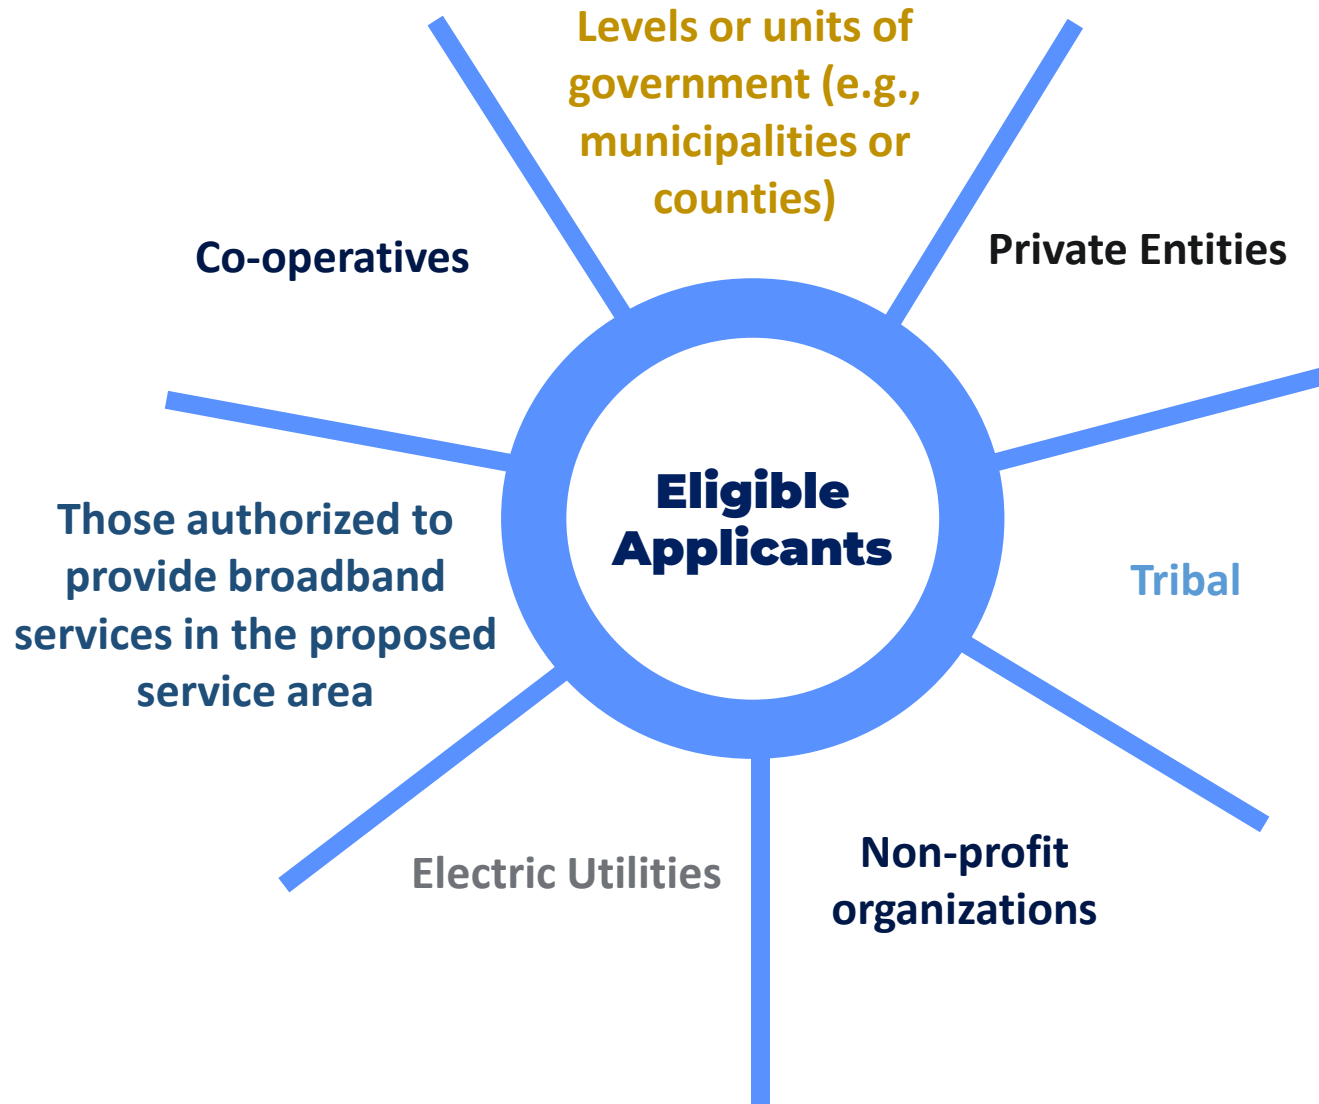 Levels or units of
government (e.g.,
municipalities or
counties)
Private Entities
Co-operatives
Eligible
Applicants
Those authorized to
provide broadband
services in the proposed
service area
Tribal
Electric Utilities
Non-profit
organizations